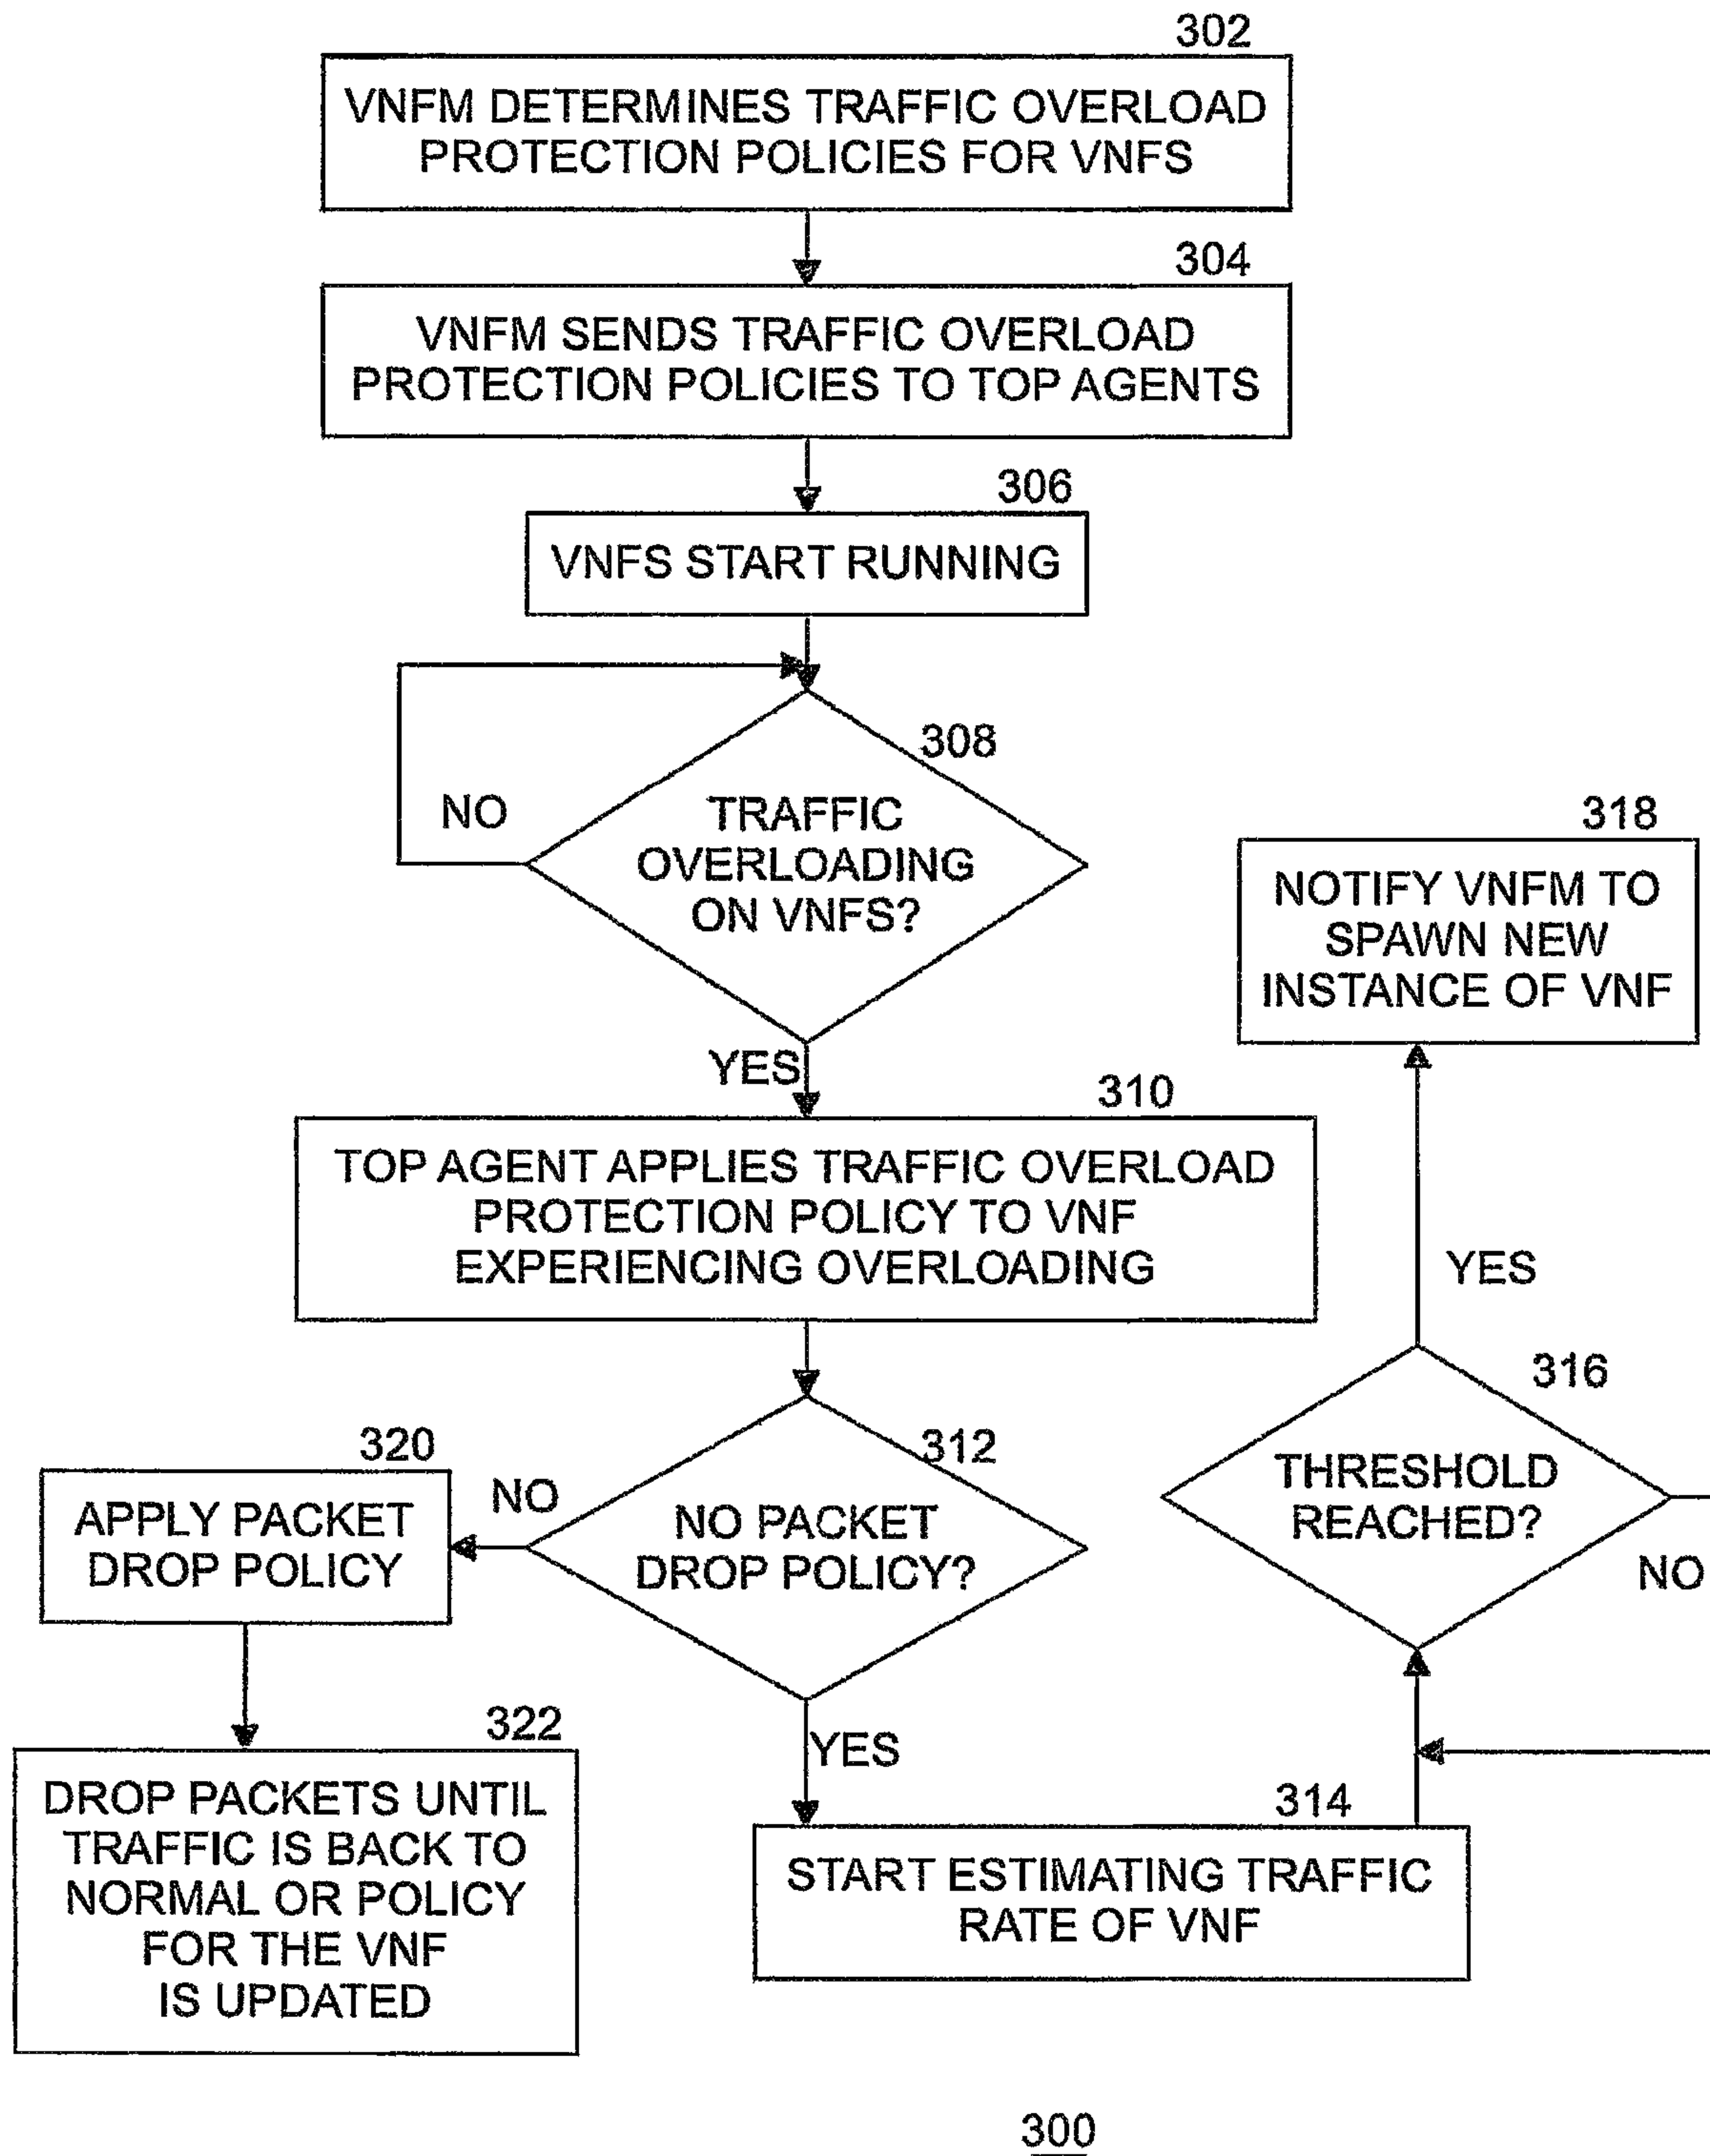 302
VNFM DETERMINES TRAFFIC OVERLOAD
PROTECTION POLICIES FOR VNFS
304
VNFM SENDS TRAFFIC OVERLOAD
PROTECTION POLICIES TO TOP AGENTS
306
VNFS START RUNNING
308
NO
TRAFFIC
OVERLOADING
ON VNFS?
YES
310
TOP AGENT APPLIES TRAFFIC OVERLOAD
PROTECTION POLICY TO VNF
EXPERIENCING OVERLOADING
312
NO PACKET
DROP POLICY?
NO
320
APPLY PACKET
DROP POLICY
322
DROP PACKETS UNTIL
TRAFFIC IS BACK TO
NORMAL OR POLICY
FOR THE VNF
IS UPDATED
YES
314
START ESTIMATING TRAFFIC
RATE OF VNF
316
THRESHOLD
REACHED?
NO
YES
318
NOTIFY VNFM TO
SPAWN NEW
INSTANCE OF VNF
300